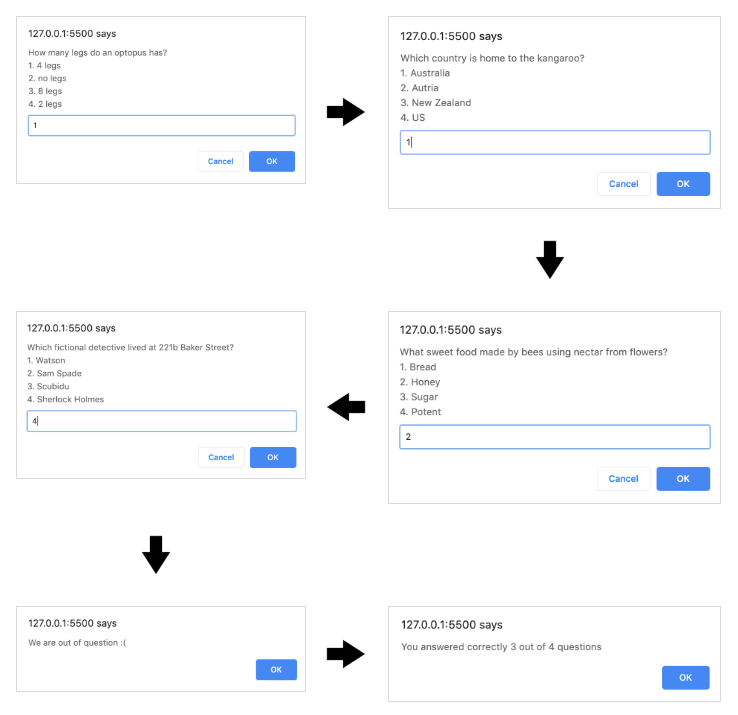 127.0.0.1:5500 says
How many legs do an optopus has?
1. 4 legs
2. no legs
3. 8 legs
4. 2 legs
1
Cancel OK
127.0.0.1:5500 says
Which country is home to the kangaroo?
1. Australia
2. Autria
3. New Zealand
4. US
1
Cancel OK
127.0.0.1:5500 says
What sweet food made by bees using nectar from flowers?
1. Bread
2. Honey
3. Sugar
4. Potent
2
Cancel OK
127.0.0.1:5500 says
Which fictional detective lived at 221b Baker Street?
1. Watson
2. Sam Spade
3. Scubidu
4. Sherlock Holmes
4
Cancel OK
127.0.0.1:5500 says
We are out of question :(
OK
127.0.0.1:5500 says
You answered correctly 3 out of 4 questions
OK